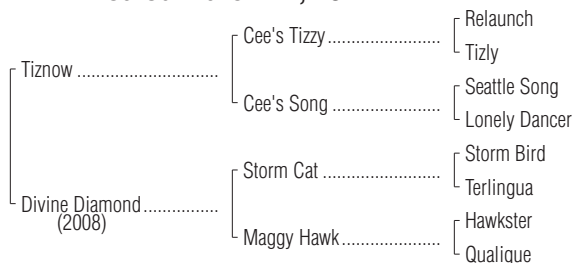 Relaunch
Cee's Tizzy
Tizly
Tiznow
Seattle Song
Cee's Song
Lonely Dancer
Storm Bird
Storm Cat
Terlingua
Divine Diamond
(2008)
Hawkster
Maggy Hawk
Qualique